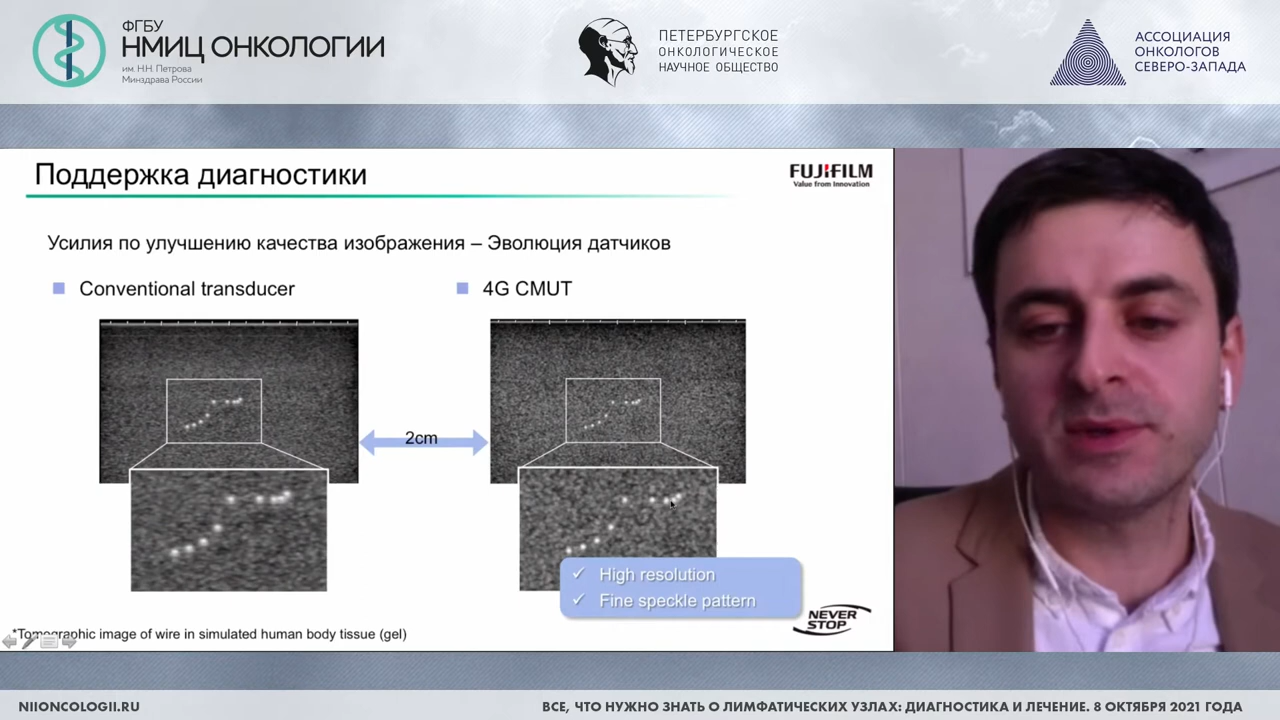 ФГБУ
НМИЦ ОНКОЛОГИИ
им. Н.Н. Петрова
Минздрава России
ПЕТЕРБУРГСКОЕ
ОНКОЛОГИЧЕСКОЕ
НАУЧНОЕ ОБЩЕСТВО
АССОЦИАЦИЯ
ОНКОЛОГОВ
СЕВЕРО-ЗАПАДА
Поддержка диагностики
FUJIFILM
Value from Innovation
Усилия по улучшению качества изображения – Эволюция датчиков
Conventional transducer
4G CMUT
2cm
High resolution
Fine speckle pattern
NEVER
STOP
*Tomographic image of wire in simulated human body tissue (gel)
NIIONCOLOGII.RU
ВСЕ, ЧТО НУЖНО ЗНАТЬ О ЛИМФАТИЧЕСКИХ УЗЛАХ: ДИАГНОСТИКА И ЛЕЧЕНИЕ. 8 ОКТЯБРЯ 2021 ГОДА